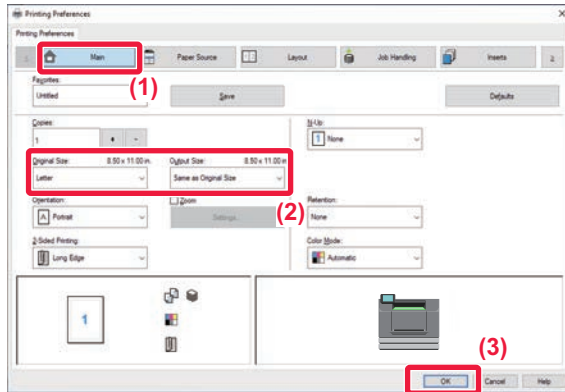 Printing Preferences
Printing Preferences
Main
Paper Source
Layout
Job Handling
Inserts
(1)
Favorites:
Untitled
Save
Defaults
Copies:
1
+ -
N-Up:
1 None
Original Size: 8.50 x 11.00 in.
Output Size: 8.50 x 11.00 in
Letter
Same as Original Size
(2)
Orientation:
A Portrait
Zoom
Settings...
Retention:
None
2-Sided Printing:
Long Edge
Color Mode:
Automatic
1
(3)
OK
Cancel
Help